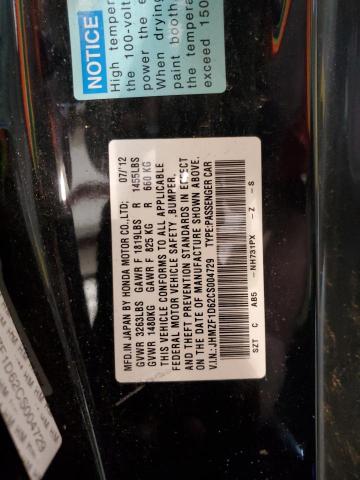 NOTICE
High temper
the 100-volt
power the e
When drying
paint booth,
the tempera
exceed 150
MFD.IN JAPAN BY HONDA MOTOR CO.,LTD; 07/12
GVWR 3263LBS GAWR F 1819LBS R 1455LBS
GVWR 1480KG GAWR F 825 KG R 660 KG
THIS VEHICLE CONFORMS TO ALL APPLICABLE
FEDERAL MOTOR VEHICLE SAFETY ,BUMPER,
AND THEFT PREVENTION STANDARDS IN EFFECT
ON THE DATE OF MANUFACTURE SHOWN ABOVE.
V.I.N:JHMZF1D62CS004729 TYPE:PASSENGER CAR
SZT C AB5 -NH731PX -Z -S
1D62CS004729